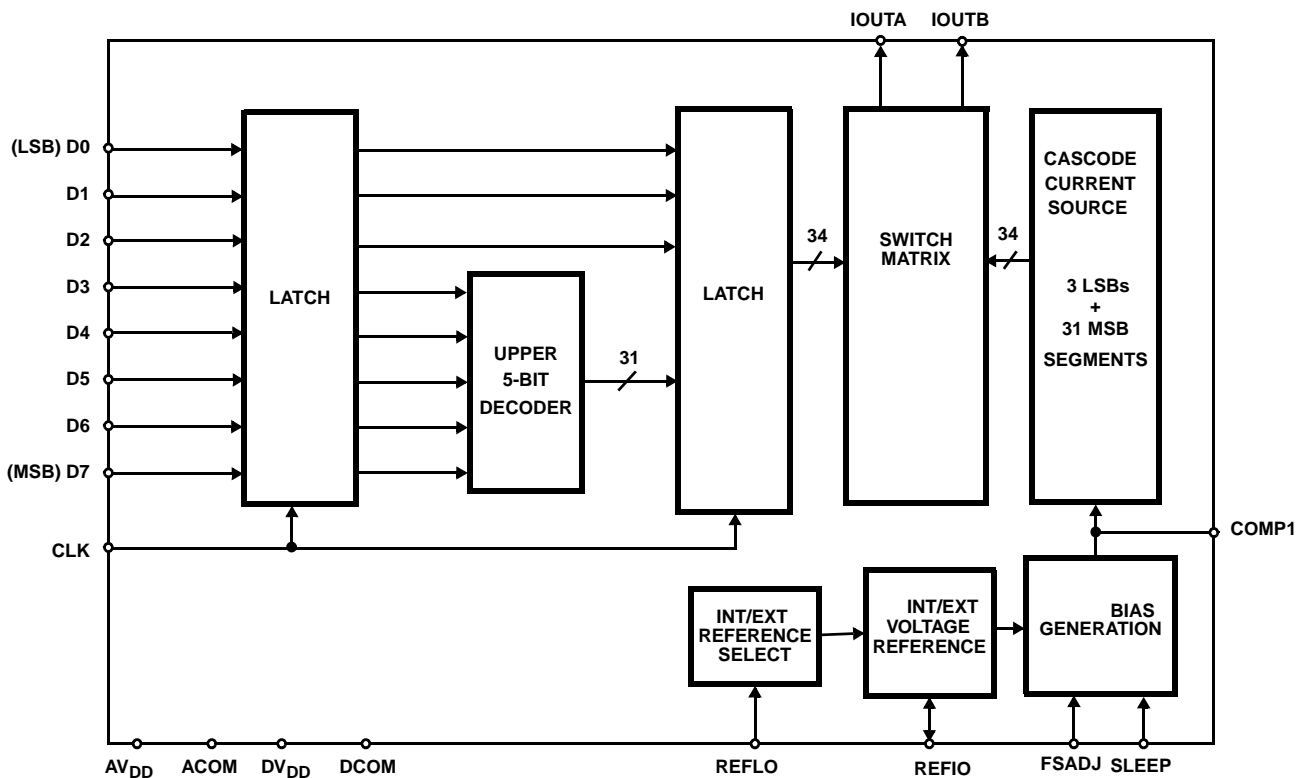 IOUTA IOUTB
(LSB) D0
D1
D2
D3
D4
D5
D6
(MSB) D7
CLK
LATCH
UPPER
5-BIT
DECODER
31
LATCH
34
SWITCH
MATRIX
34
CASCODE
CURRENT
SOURCE
3 LSBs
+
31 MSB
SEGMENTS
COMP1
INT/EXT
REFERENCE
SELECT
INT/EXT
VOLTAGE
REFERENCE
BIAS
GENERATION
AVDD ACOM DVDD DCOM REFLO REFIO FSADJ SLEEP